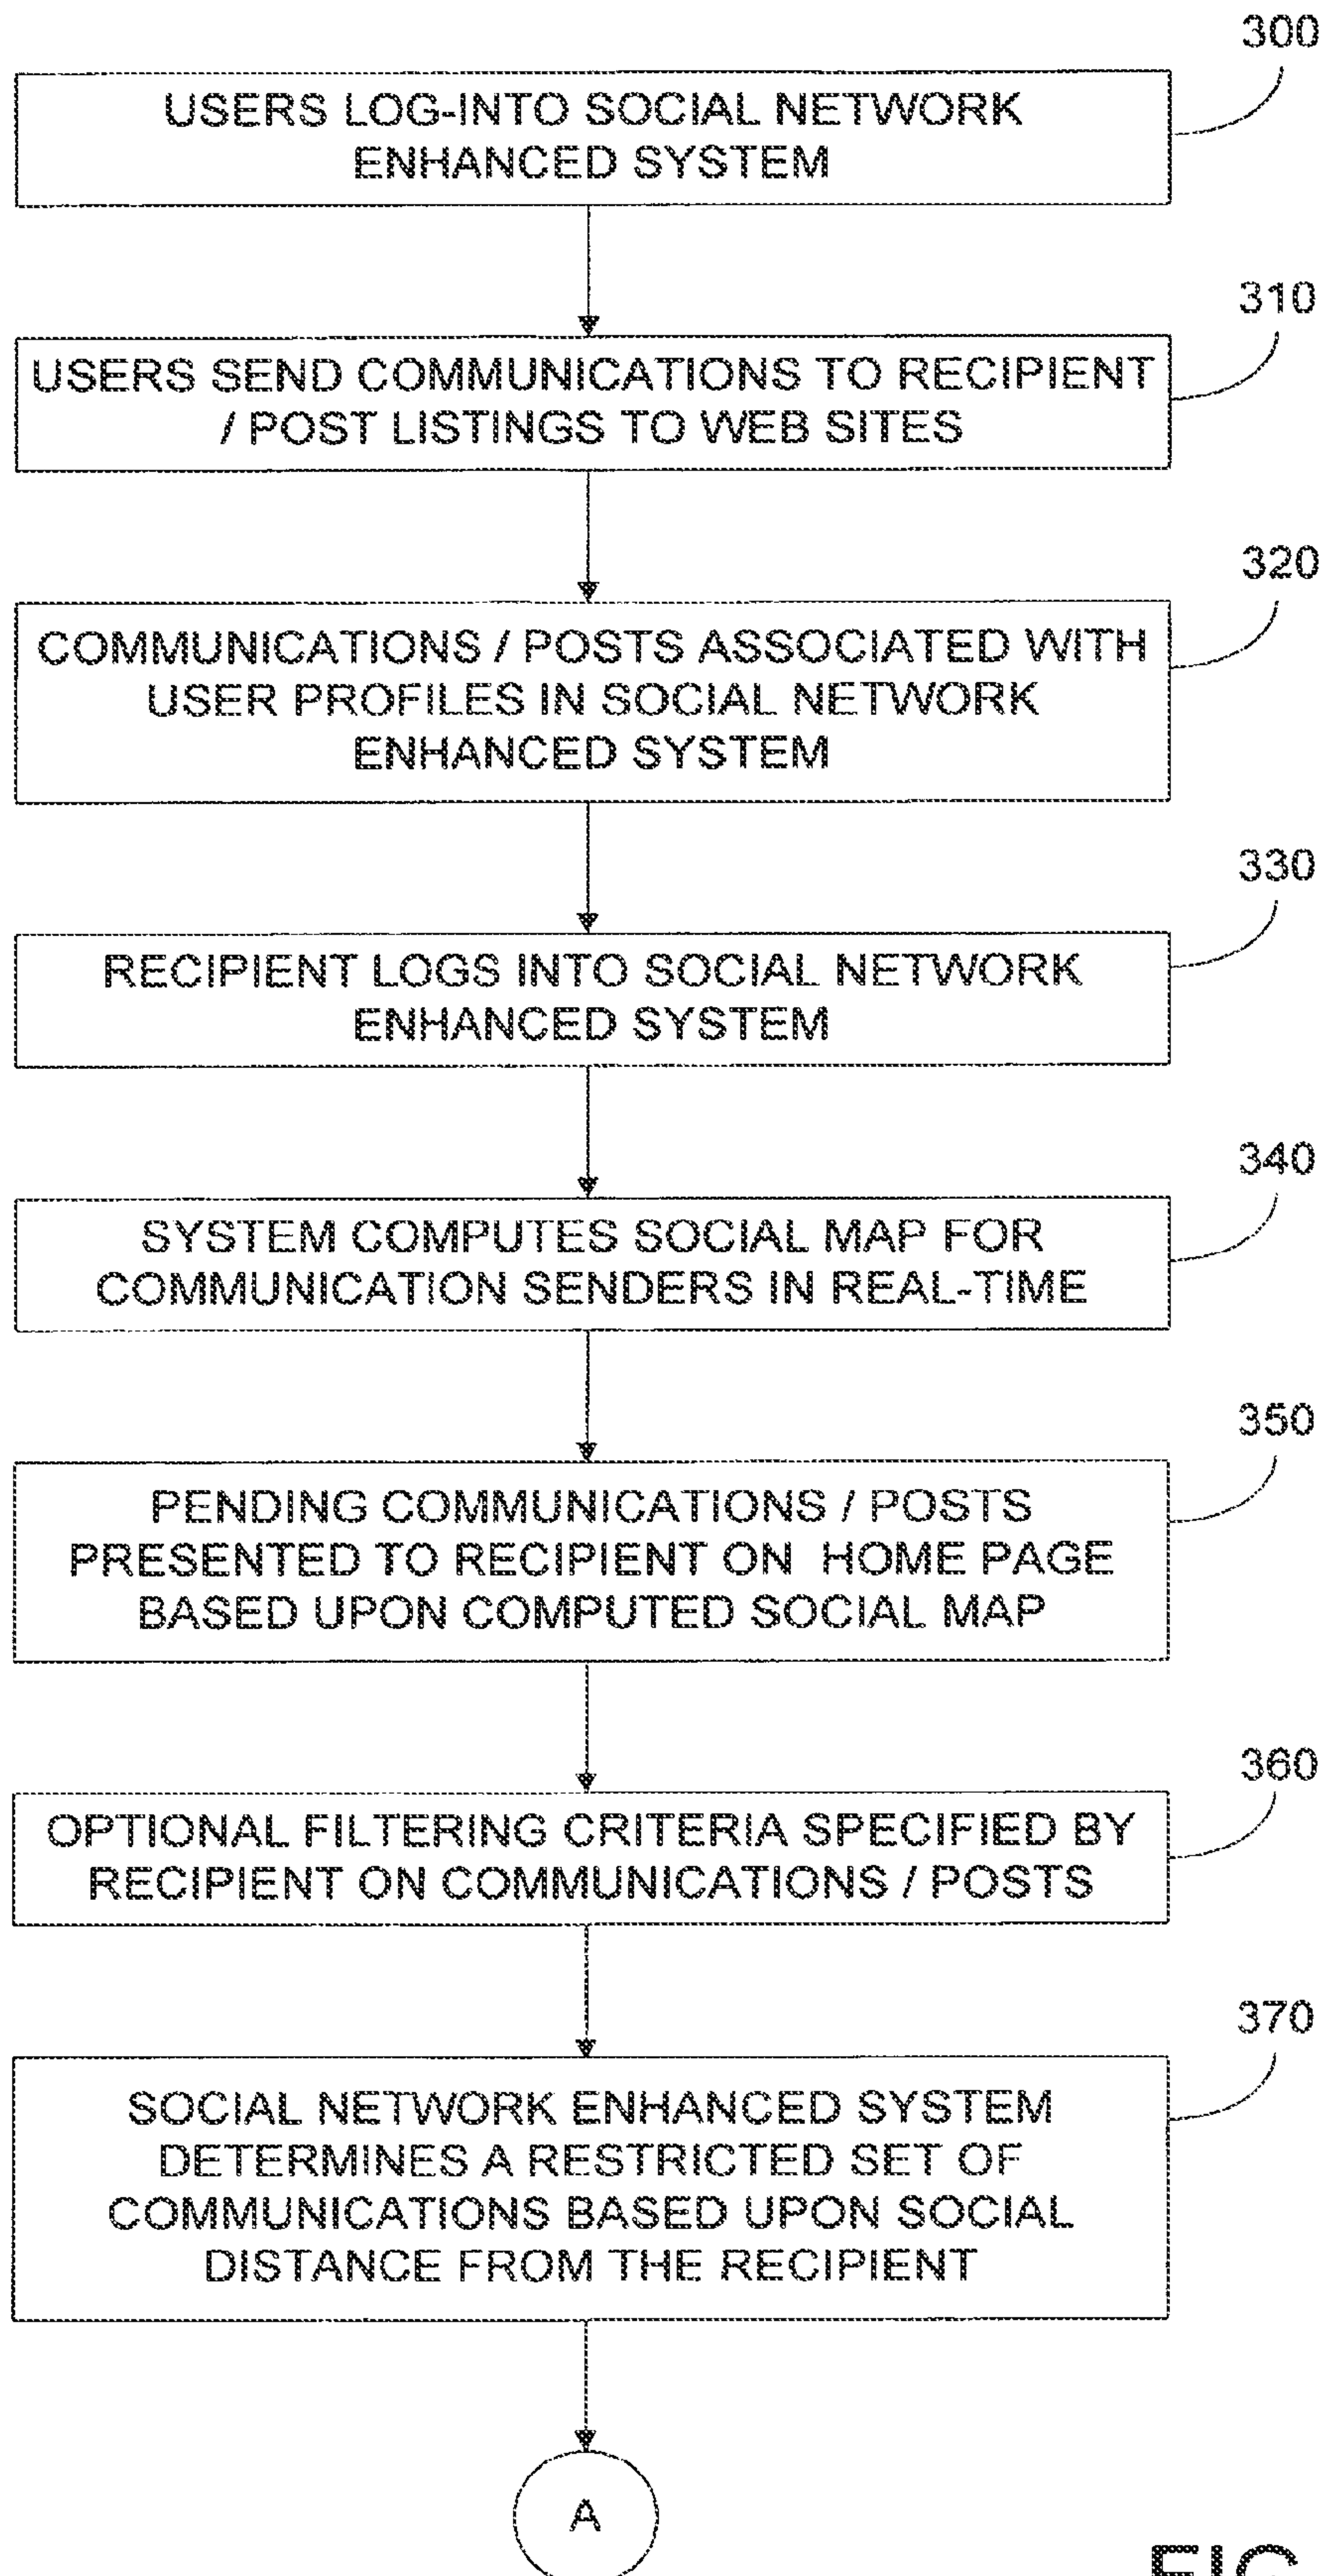 300
USERS LOG-INTO SOCIAL NETWORK
ENHANCED SYSTEM
310
USERS SEND COMMUNICATIONS TO RECIPIENT
/ POST LISTINGS TO WEB SITES
320
COMMUNICATIONS / POSTS ASSOCIATED WITH
USER PROFILES IN SOCIAL NETWORK
ENHANCED SYSTEM
330
RECIPIENT LOGS INTO SOCIAL NETWORK
ENHANCED SYSTEM
340
SYSTEM COMPUTES SOCIAL MAP FOR
COMMUNICATION SENDERS IN REAL-TIME
350
PENDING COMMUNICATIONS / POSTS
PRESENTED TO RECIPIENT ON HOME PAGE
BASED UPON COMPUTED SOCIAL MAP
360
OPTIONAL FILTERING CRITERIA SPECIFIED BY
RECIPIENT ON COMMUNICATIONS / POSTS
370
SOCIAL NETWORK ENHANCED SYSTEM
DETERMINES A RESTRICTED SET OF
COMMUNICATIONS BASED UPON SOCIAL
DISTANCE FROM THE RECIPIENT
A
FIG